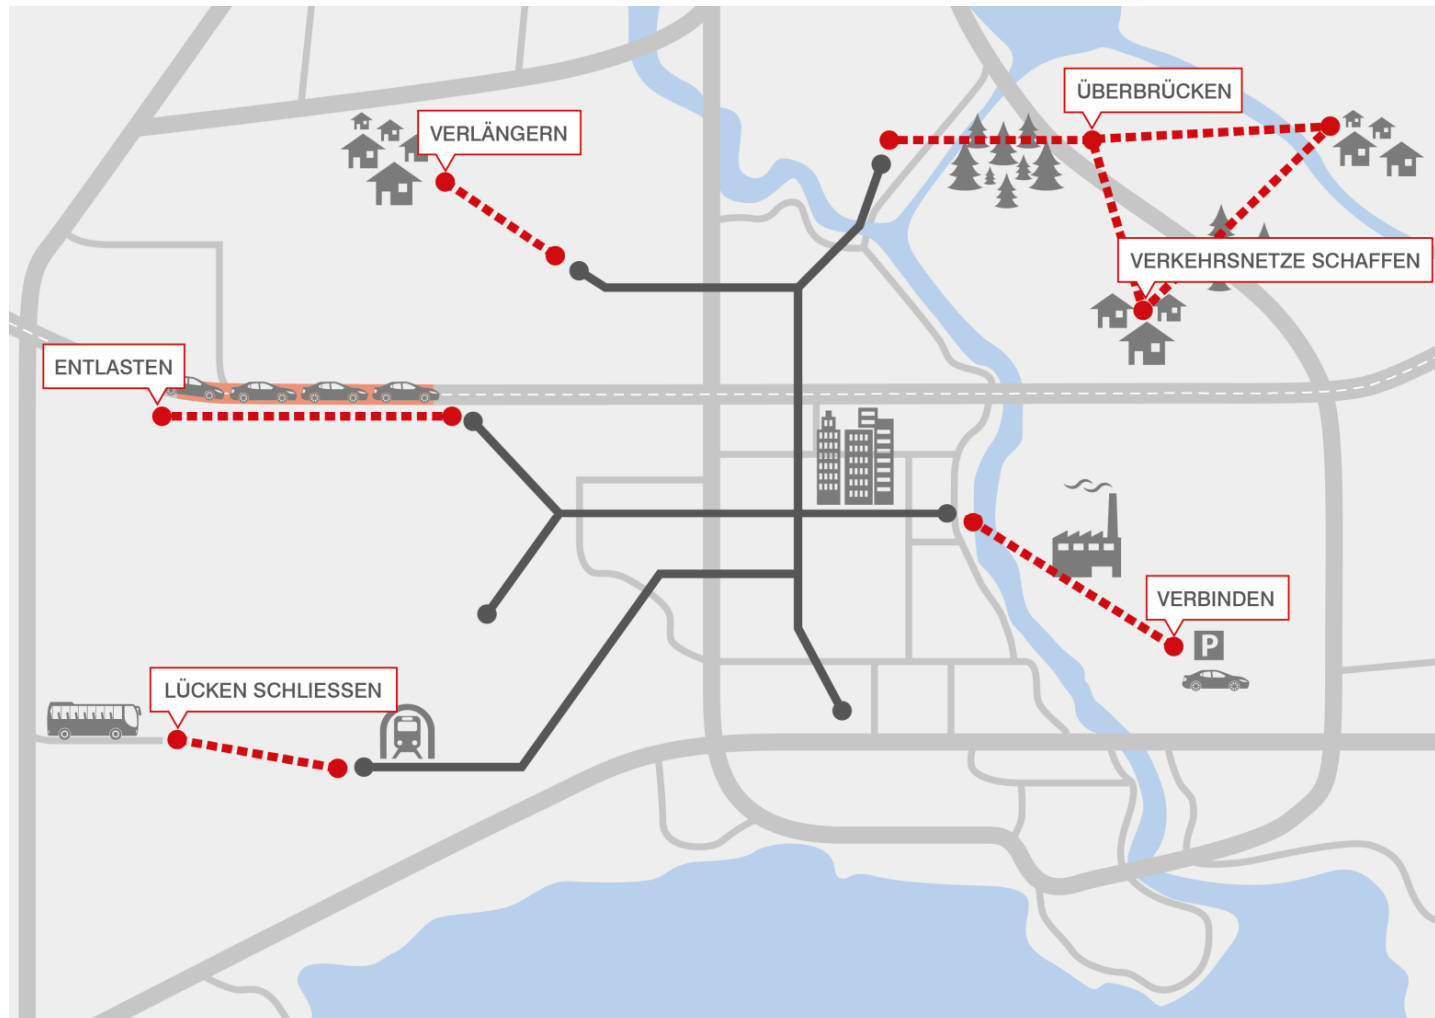 ÜBERBRÜCKEN
VERLÄNGERN
VERKEHRSNETZE SCHAFFEN
ENTLASTEN
VERBINDEN
P
LÜCKEN SCHLIESSEN